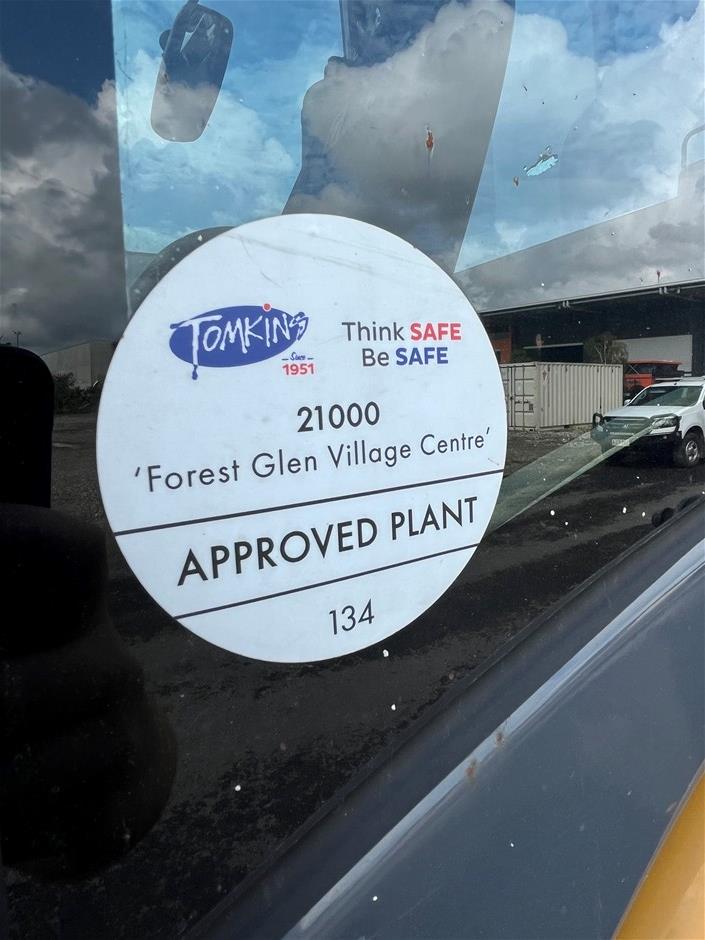 TOMKINS
Since
1951
Think SAFE
Be SAFE
21000
'Forest Glen Village Centre'
APPROVED PLANT
134